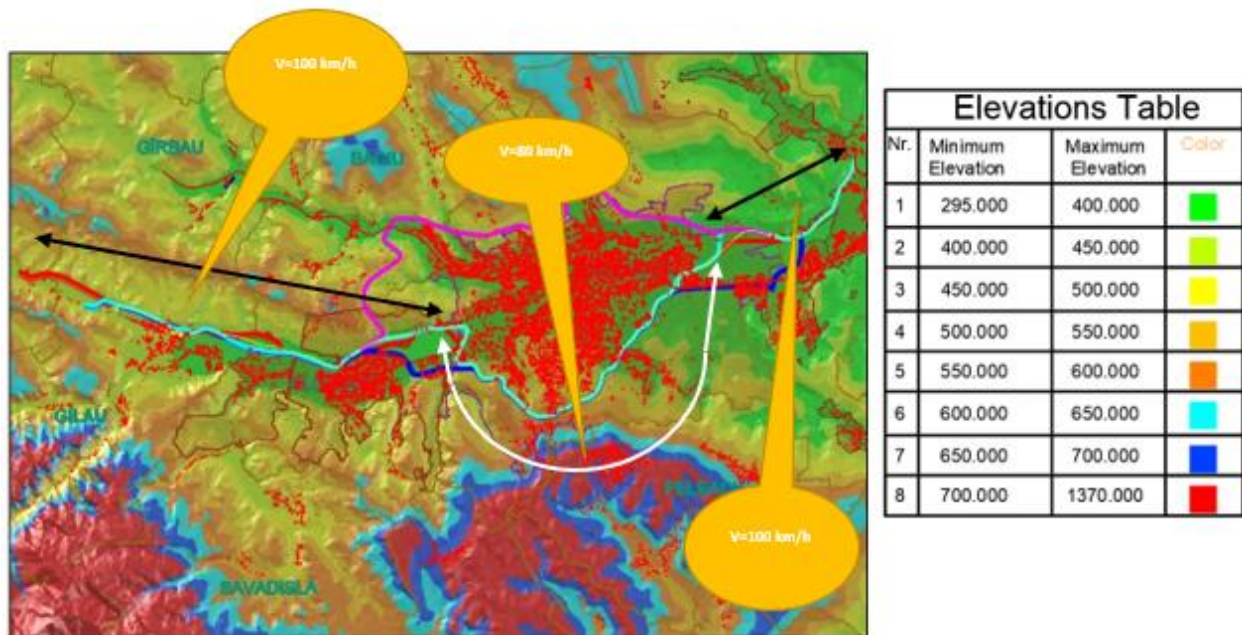 V=100 km/h
V=80 km/h
V=100 km/h
GÎRBAU
GILAU
SAVADISLA
Elevations Table
Nr. Minimum Elevation Maximum Elevation Color
1 295.000 400.000
2 400.000 450.000
3 450.000 500.000
4 500.000 550.000
5 550.000 600.000
6 600.000 650.000
7 650.000 700.000
8 700.000 1370.000